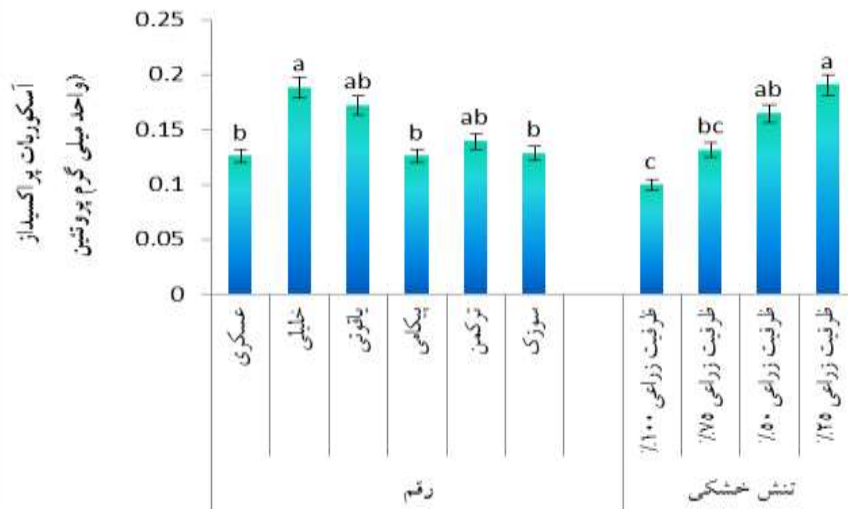 آسکوربات پراکسیداز
(واحد میلی گرم پروتئین
0.25
0.2
0.15
0.1
0.05
0
b
a
ab
b
ab
b
c
bc
ab
a
عسکری
خلیلی
یاقوتی
پیکامی
ترکمن
سوزک
ظرفیت زراعی ۱۰۰٪
ظرفیت زراعی ۷۵٪
ظرفیت زراعی ۵۰٪
ظرفیت زراعی ۲۵٪
رقم
تنش خشکی